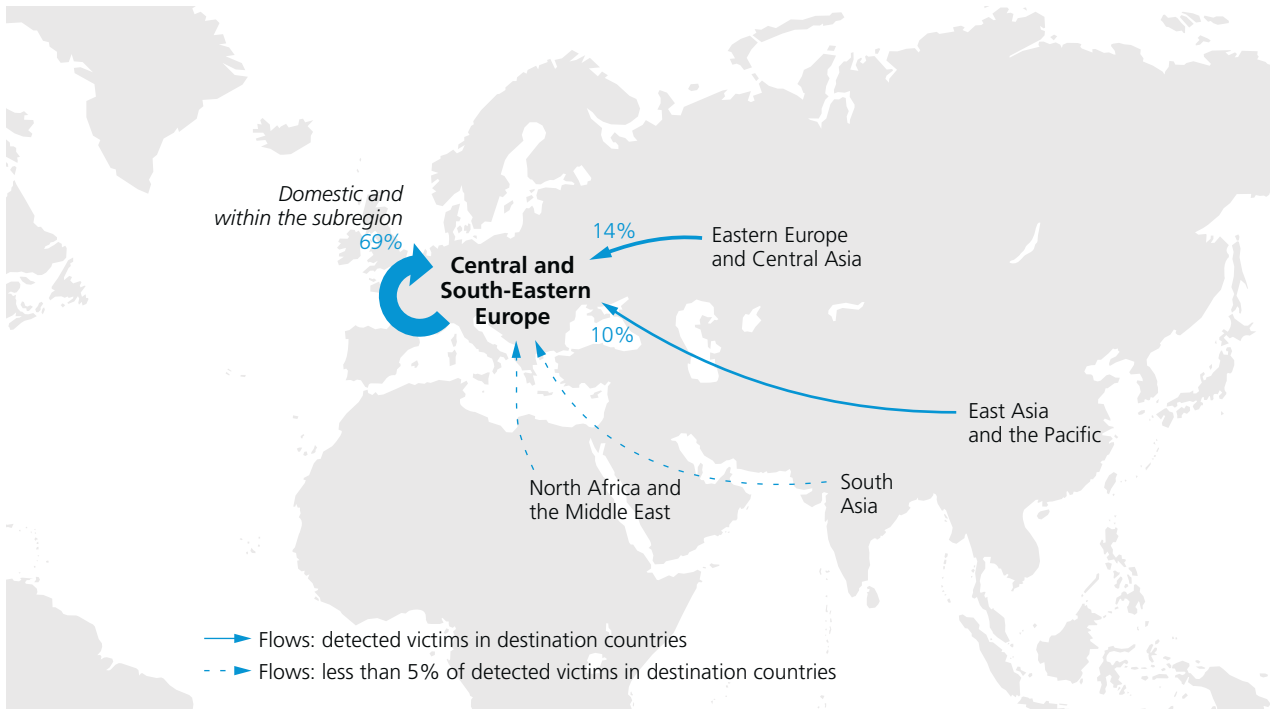 Domestic and
within the subregion
69%
Central and
South-Eastern
Europe
14%
Eastern Europe
and Central Asia
10%
East Asia
and the Pacific
North Africa and
the Middle East
South
Asia
Flows: detected victims in destination countries
Flows: less than 5% of detected victims in destination countries